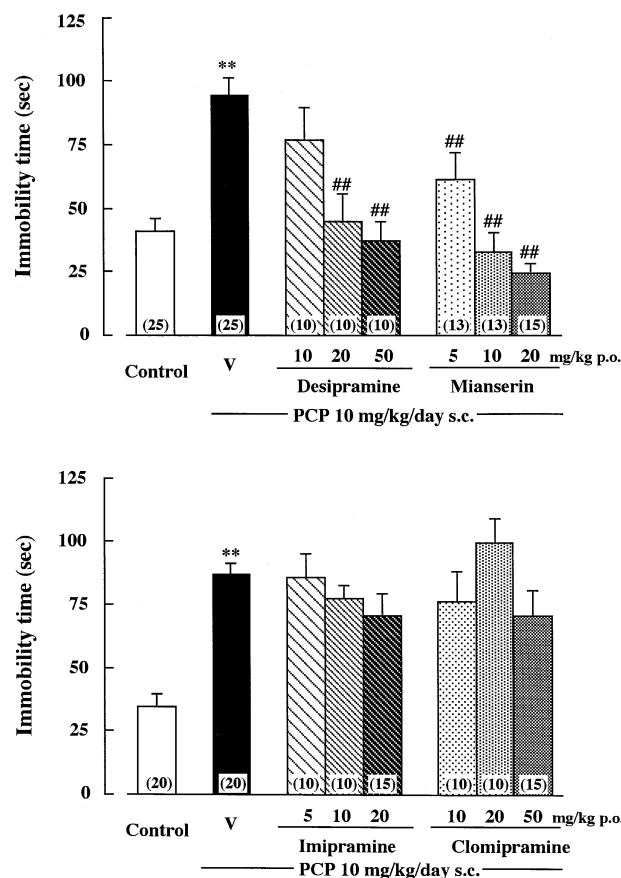 125
100
75
50
25
0
Immobility time (sec)
**
##
##
##
##
##
(25) (25) (10) (10) (10) (13) (13) (15)
Control V 10 20 50 5 10 20 mg/kg p.o.
Desipramine Mianserin
PCP 10 mg/kg/day s.c.
125
100
75
50
25
0
Immobility time (sec)
**
(20) (20) (10) (10) (15) (10) (10) (15)
Control V 5 10 20 10 20 50 mg/kg p.o.
Imipramine Clomipramine
PCP 10 mg/kg/day s.c.